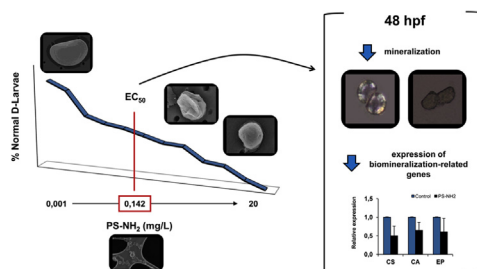 48 hpf
mineralization
% Normal D-Larvae
EC50
expression of
biomineralization-related
genes
0,001
0,142
20
PS-NH2 (mg/L)
Control
PS-NH2
Relative expression
1,5
1,0
0,5
0,0
CS
CA
EP